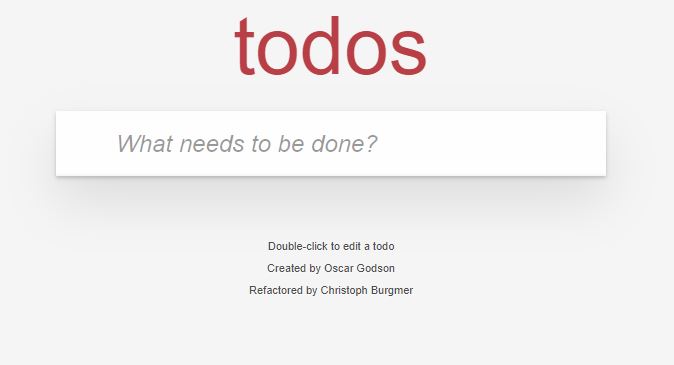 todos
What needs to be done?
Double-click to edit a todo
Created by Oscar Godson
Refactored by Christoph Burgmer